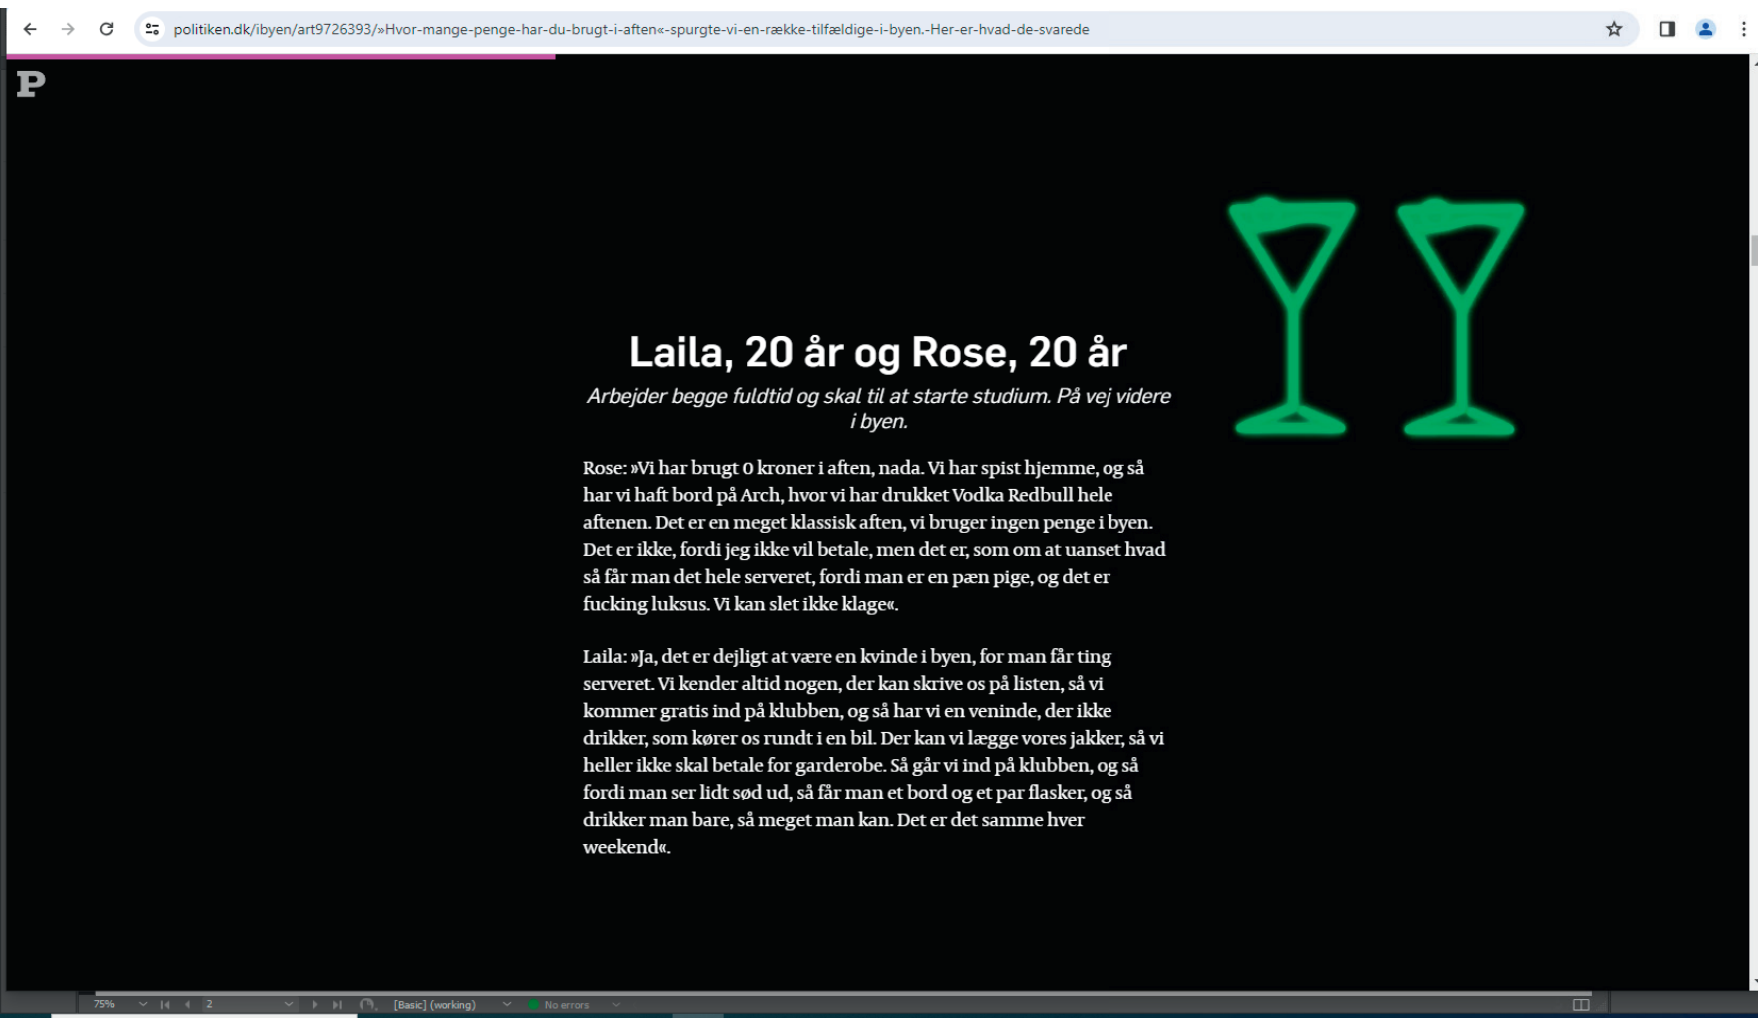 politiken.dk/ibyen/art9726393/»Hvor-mange-penge-har-du-brugt-i-aften«-spurgte-vi-en-række-tilfældige-i-byen.-Her-er-hvad-de-svarede
P
Laila, 20 år og Rose, 20 år
Arbejder begge fuldtid og skal til at starte studium. På vej videre
i byen.
Rose: »Vi har brugt 0 kroner i aften, nada. Vi har spist hjemme, og så
har vi haft bord på Arch, hvor vi har drukket Vodka Redbull hele
aftenen. Det er en meget klassisk aften, vi bruger ingen penge i byen.
Det er ikke, fordi jeg ikke vil betale, men det er, som om at uanset hvad
så får man det hele serveret, fordi man er en pæn pige, og det er
fucking luksus. Vi kan slet ikke klage«.
Laila: »Ja, det er dejligt at være en kvinde i byen, for man får ting
serveret. Vi kender altid nogen, der kan skrive os på listen, så vi
kommer gratis ind på klubben, og så har vi en veninde, der ikke
drikker, som kører os rundt i en bil. Der kan vi lægge vores jakker, så vi
heller ikke skal betale for garderobe. Så går vi ind på klubben, og så
fordi man ser lidt sød ud, så får man et bord og et par flasker, og så
drikker man bare, så meget man kan. Det er det samme hver
weekend«.
75% 2 [Basic] (working) No errors